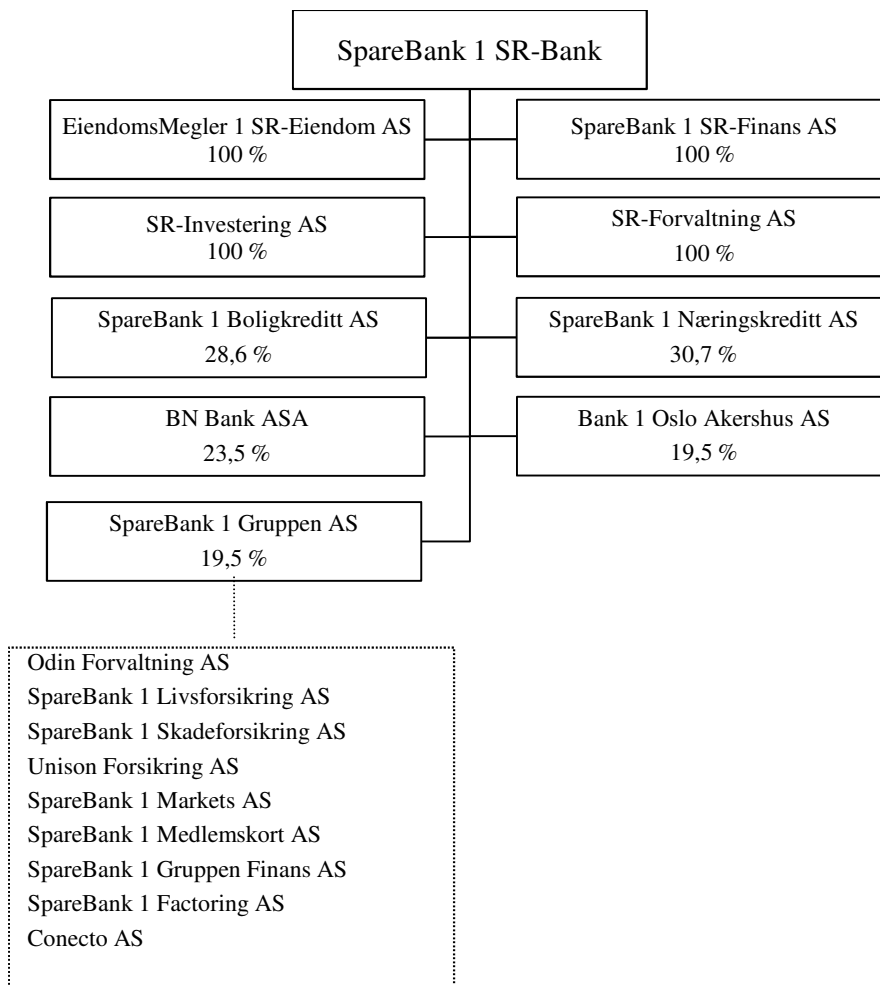 SpareBank 1 SR-Bank
EiendomsMegler 1 SR-Eiendom AS
100 %
SpareBank 1 SR-Finans AS
100 %
SR-Investering AS
100 %
SR-Forvaltning AS
100 %
SpareBank 1 Boligkreditt AS
28,6 %
SpareBank 1 Næringskreditt AS
30,7 %
BN Bank ASA
23,5 %
Bank 1 Oslo Akershus AS
19,5 %
SpareBank 1 Gruppen AS
19,5 %
Odin Forvaltning AS
SpareBank 1 Livsforsikring AS
SpareBank 1 Skadeforsikring AS
Unison Forsikring AS
SpareBank 1 Markets AS
SpareBank 1 Medlemskort AS
SpareBank 1 Gruppen Finans AS
SpareBank 1 Factoring AS
Conecto AS